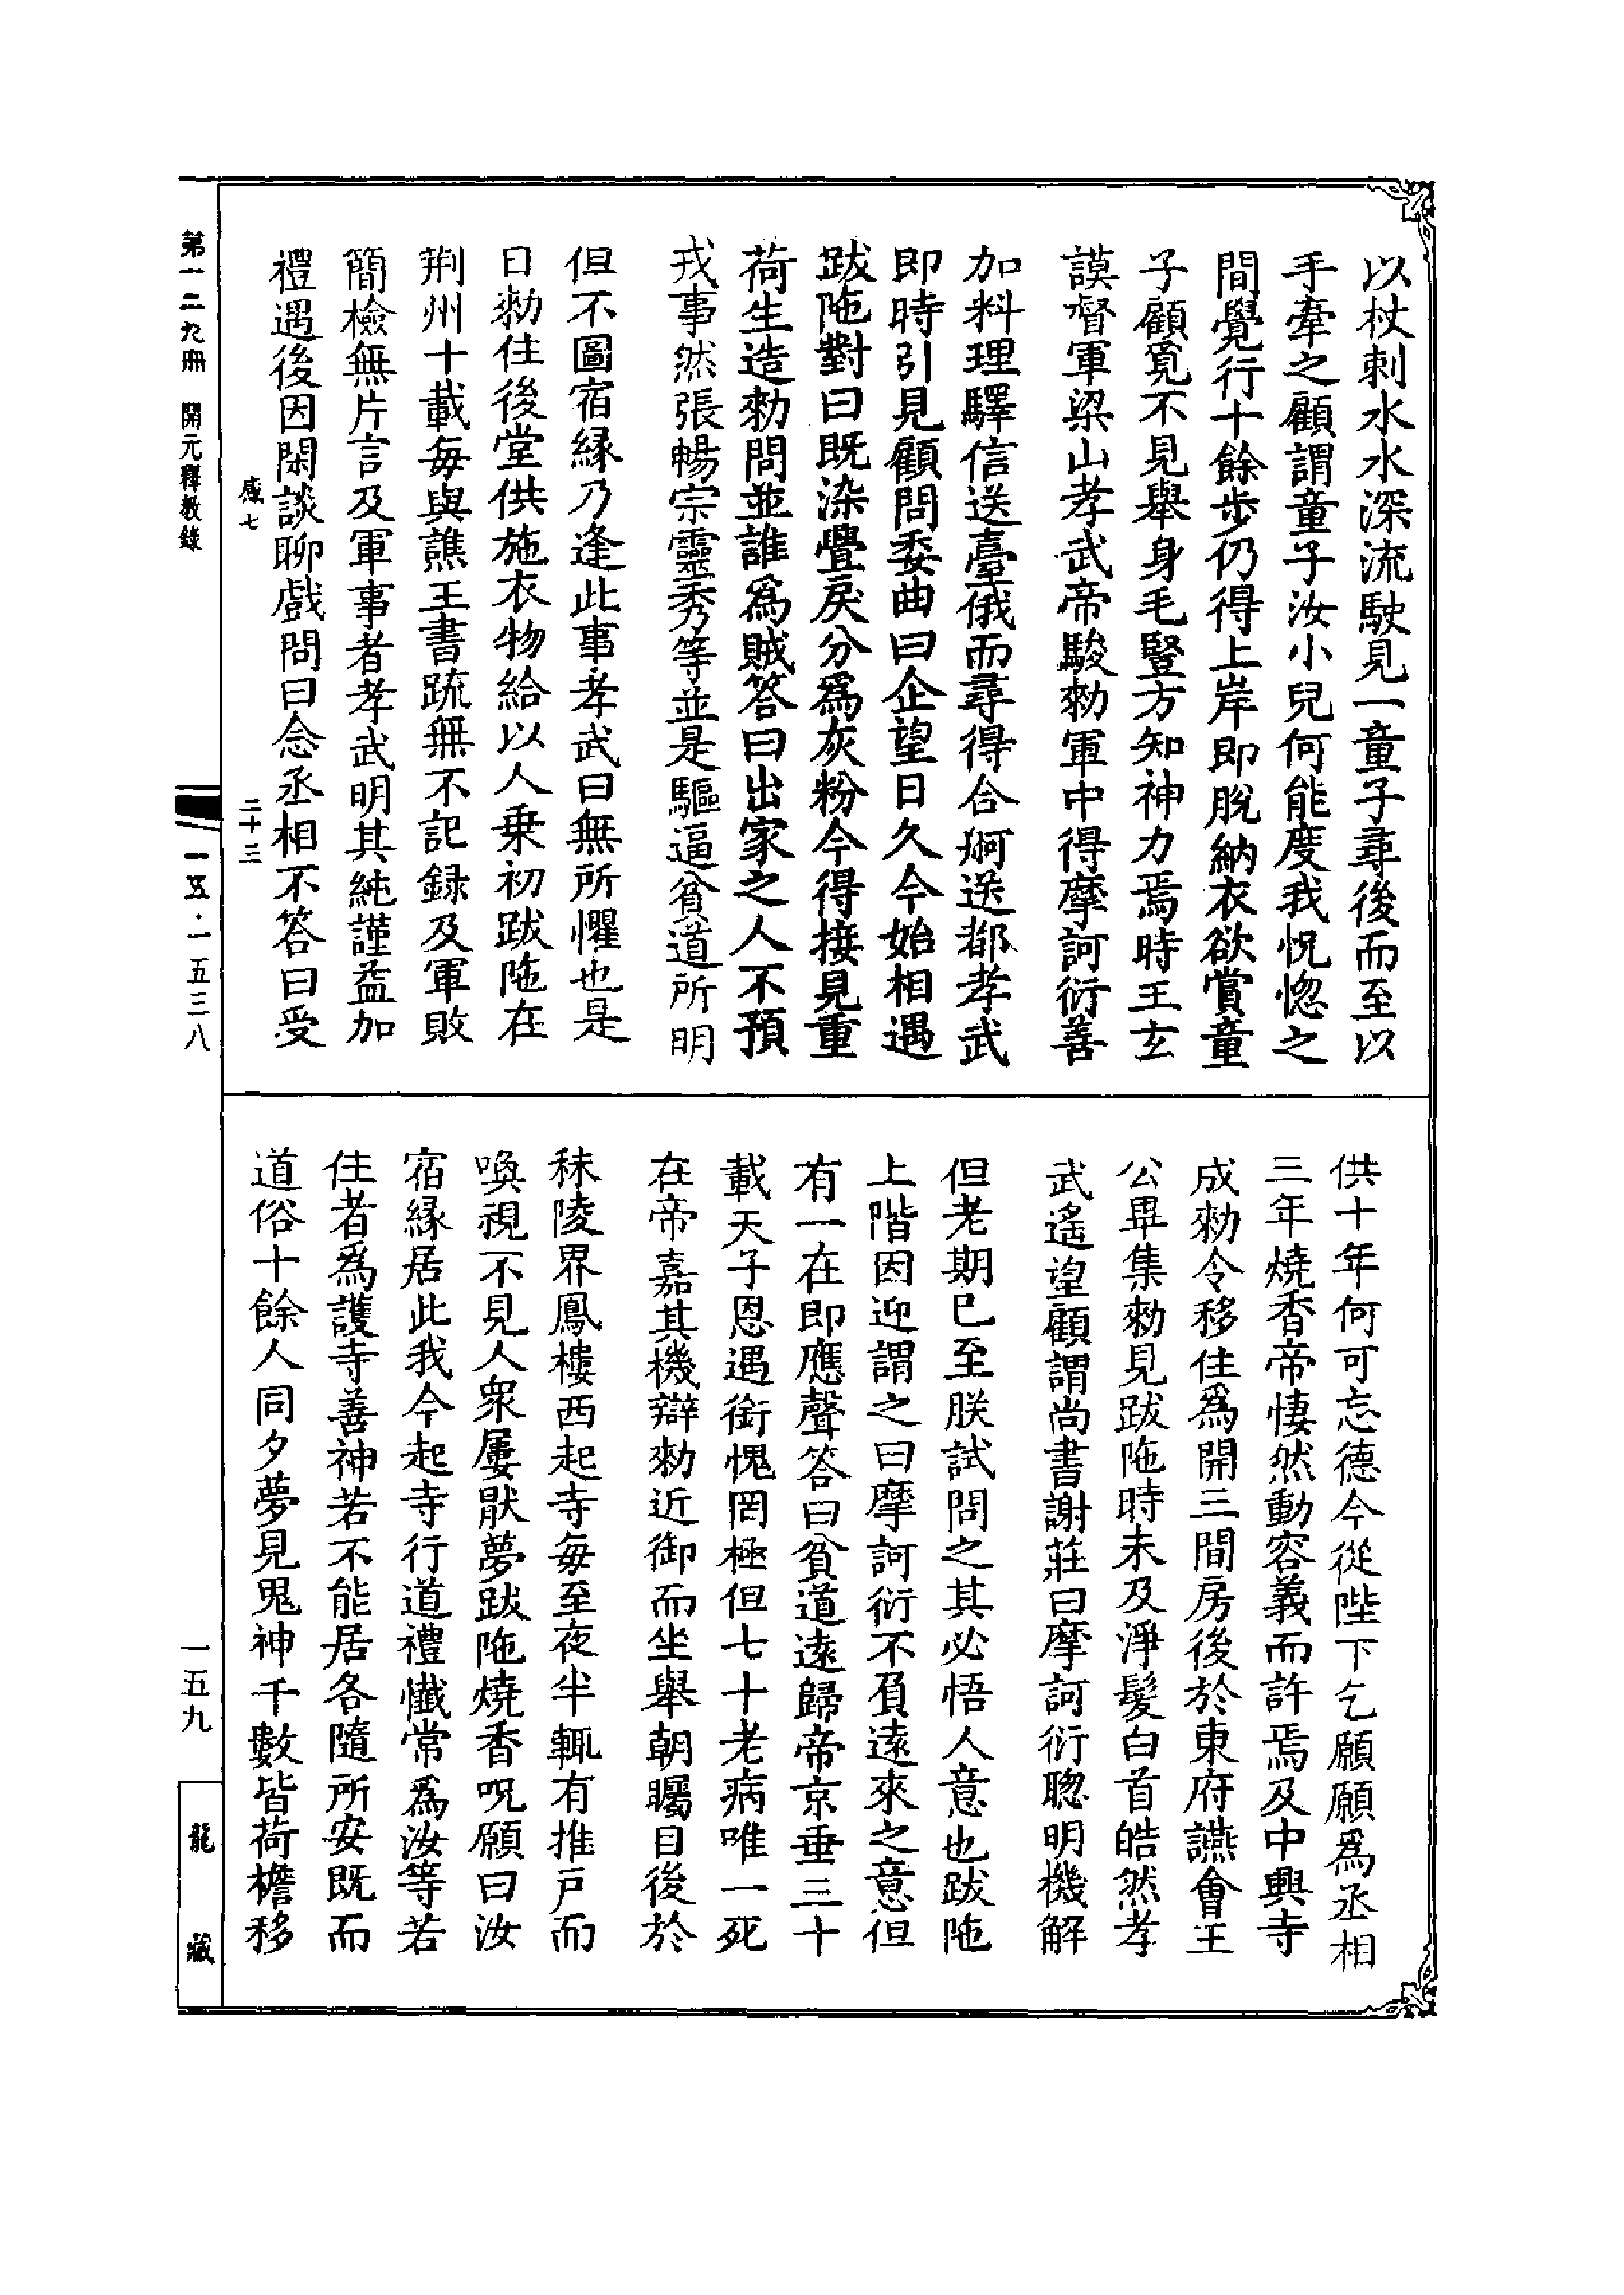 以杖刺水水深流駛見一童子尋後而至以
手牽之顧謂童子汝小兒何能度我怳惚之
間覺行十餘步仍得上岸即脫納衣欲賞童
子顧覓不見舉身毛豎方知神力焉時王玄
謨督軍梁山孝武帝駿勑軍中得摩訶衍善
加料理驛信送臺俄而尋得合舸送都孝武
即時引見顧問委曲曰企望日久今始相遇
跋陁對曰既染釁戾分爲灰粉今得接見重
荷生造勑問並誰爲賊答曰出家之人不預
戎事然張暢宗靈秀等並是驅逼貧道所明
但不圖宿緣乃逢此事孝武曰無所懼也是
日勑住後堂供施衣物給以人乗初跋陁在
荆州十載每與譙王書䟽無不記録及軍敗
簡檢無片言及軍事者孝武明其純謹益加
禮遇後因閑談聊戲問曰念丞相不答曰受
供十年何可忘德今從陛下乞願願爲丞相
三年燒香帝悽然動容義而許焉及中興寺
成勑令移住爲開三間房後於東府讌會王
公畢集勑見跋陁時未及淨髮白首皓然孝
武遙望顧謂尚書謝莊曰摩訶衍聦明機解
但老期已至朕試問之其必悟人意也跋陁
上階因迎謂之曰摩訶衍不負遠來之意但
有一在即應聲答曰貧道遠歸帝京垂三十
載天子恩遇銜愧罔極但七十老病唯一死
在帝嘉其機辯勑近御而坐舉朝矚目後於
秣陵界鳳樓西起寺每至夜半輒有推戶而
喚視不見人衆屢厭夢跋陁燒香呪願曰汝
宿緣居此我今起寺行道禮懺常爲汝等若
住者爲護寺善神若不能居各隨所安既而
道俗十餘人同夕夢見鬼神千數皆荷檐移
第一二九冊 開元釋教錄
感七
二十三
一五·一五三八
一五九
龍藏